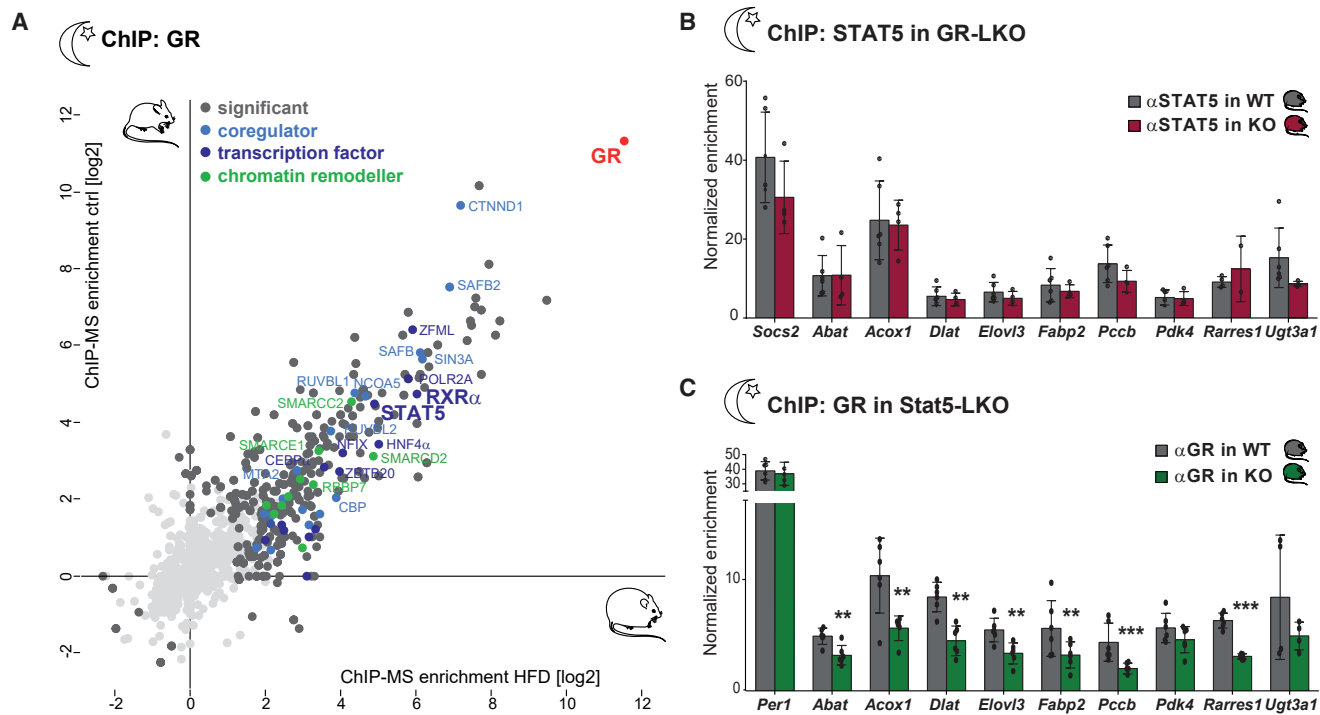 A
ChIP: GR
significant
coregulator
transcription factor
chromatin remodeller
ChIP-MS enrichment ctrl [log2]
12
10
8
6
4
2
0
-2
GR
CTNND1
SAFB2
ZFML
SAFB
SIN3A
RUVBL1
NCOA5
POLR2A
SMARCC2
RXRα
STAT5
RUVBL2
SMARCE1
NFIX
HNF4α
SMARCD2
MTA2
ZBTB20
RBBP7
CBP
-2 0 2 4 6 8 10 12
ChIP-MS enrichment HFD [log2]
B
ChIP: STAT5 in GR-LKO
αSTAT5 in WT
αSTAT5 in KO
Normalized enrichment
60
40
20
0
Socs2 Abat Acox1 Dlat Elovl3 Fabp2 Pccb Pdk4 Rarres1 Ugt3a1
C
ChIP: GR in Stat5-LKO
αGR in WT
αGR in KO
Normalized enrichment
50
40
30
10
0
** ** ** ** ** *** ***
Per1 Abat Acox1 Dlat Elovl3 Fabp2 Pccb Pdk4 Rarres1 Ugt3a1